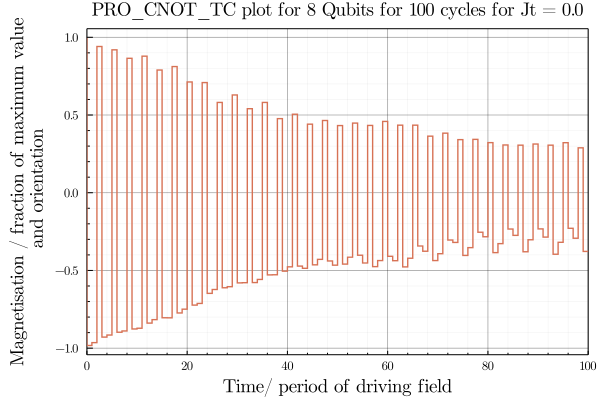 PRO_CNOT_TC plot for 8 Qubits for 100 cycles for Jt = 0.0
Magnetisation / fraction of maximum value
and orientation
1.0
0.5
0.0
−0.5
−1.0
0 20 40 60 80 100
Time/ period of driving field